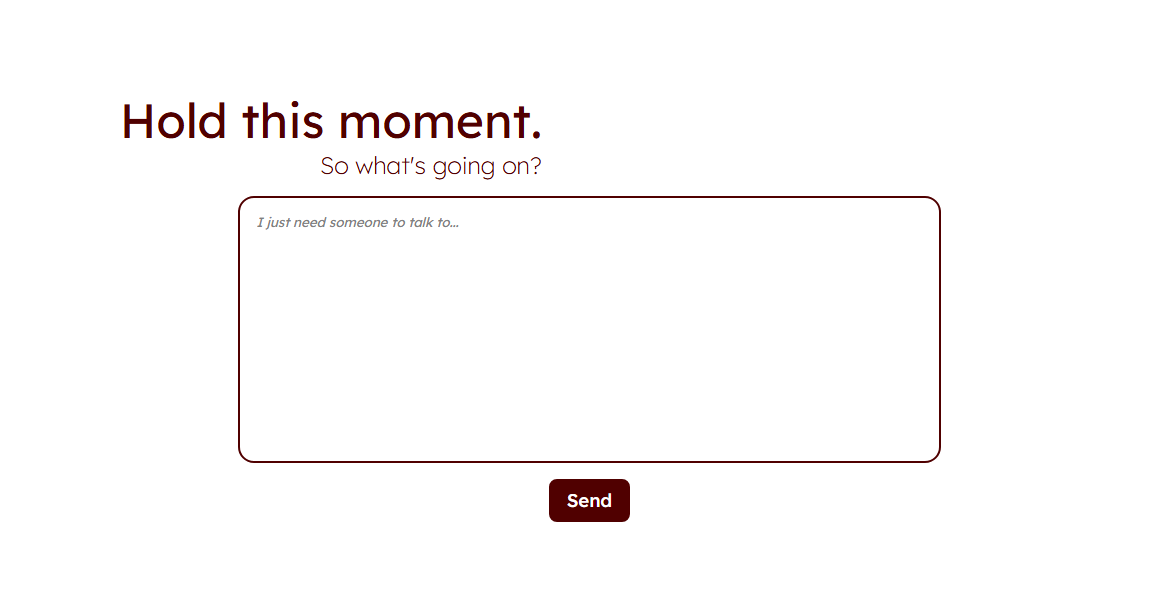 Hold this moment.
So what's going on?
I just need someone to talk to...
Send